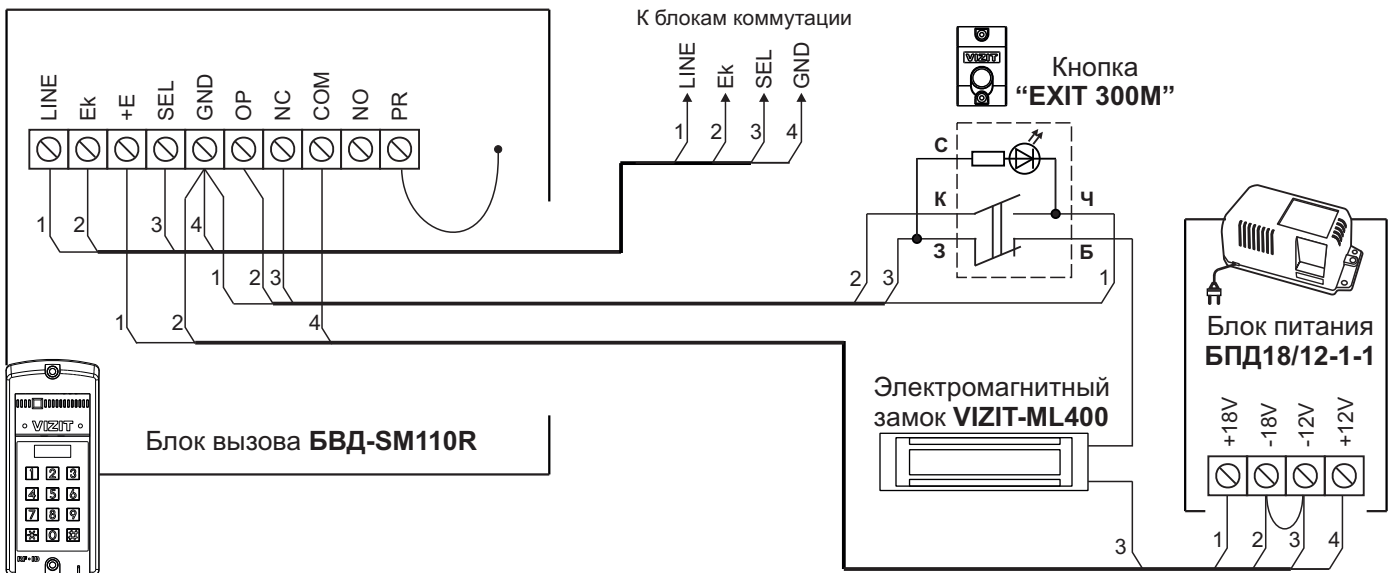 К блокам коммутации
LINE
Ek
+E
SEL
GND
OP
NC
COM
NO
PR
LINE
Ek
SEL
GND
1
2
3
4
VIZIT
Кнопка
“EXIT 300M”
С
К
Ч
З
Б
1
2
3
4
1
2
3
2
3
1
1
2
4
Блок питания
БПД18/12-1-1
Электромагнитный
замок VIZIT-ML400
+18V
-18V
-12V
+12V
VIZIT
Блок вызова БВД-SM110R
1 2 3
4 5 6
7 8 9
* 0 #
RF-ID
3
1
2
3
4